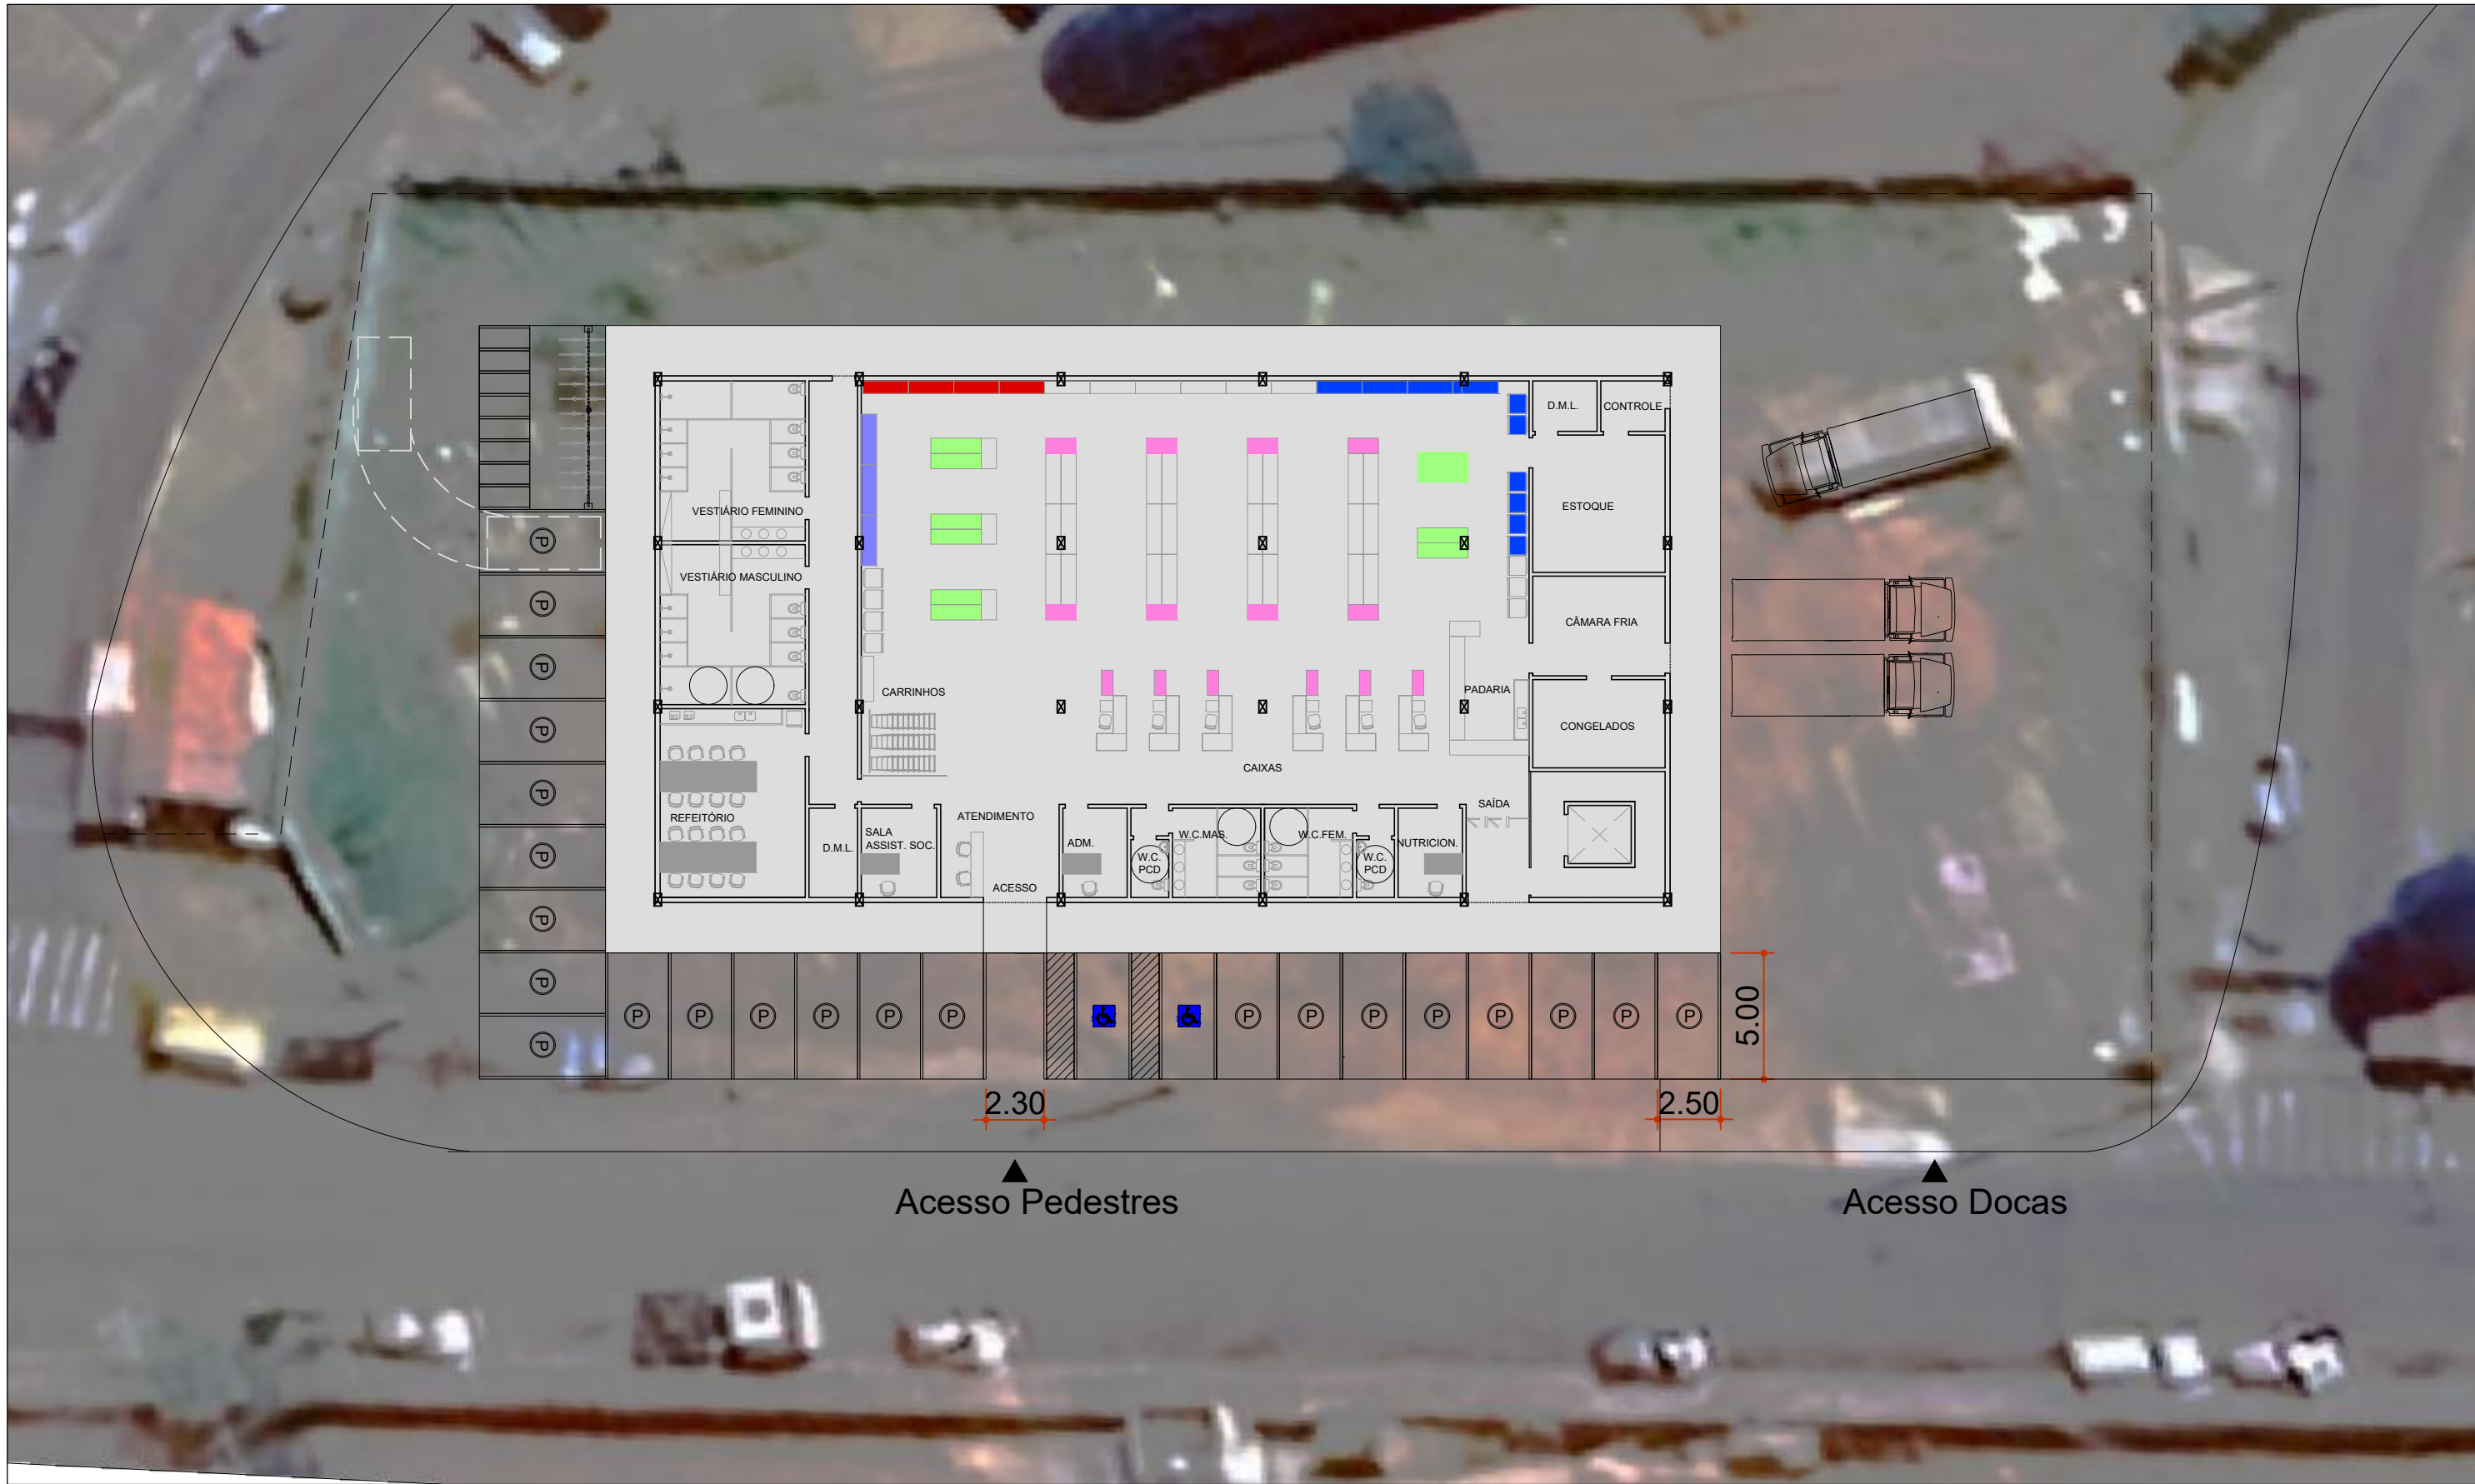 D.M.L.
CONTROLE
VESTIÁRIO FEMININO
ESTOQUE
P
VESTIÁRIO MASCULINO
P
CÂMARA FRIA
P
CARRINHOS
PADARIA
P
CONGELADOS
CAIXAS
P
SAÍDA
REFEITÓRIO
ATENDIMENTO
SALA
ASSIST. SOC.
D.M.L.
ADM.
W.C.MAS.
W.C.FEM.
NUTRICION.
W.C.
PCD
W.C.
PCD
P
ACESSO
P
P
P
P P P P P P P P P P P P P P
5.00
2.30
2.50
Acesso Pedestres
Acesso Docas